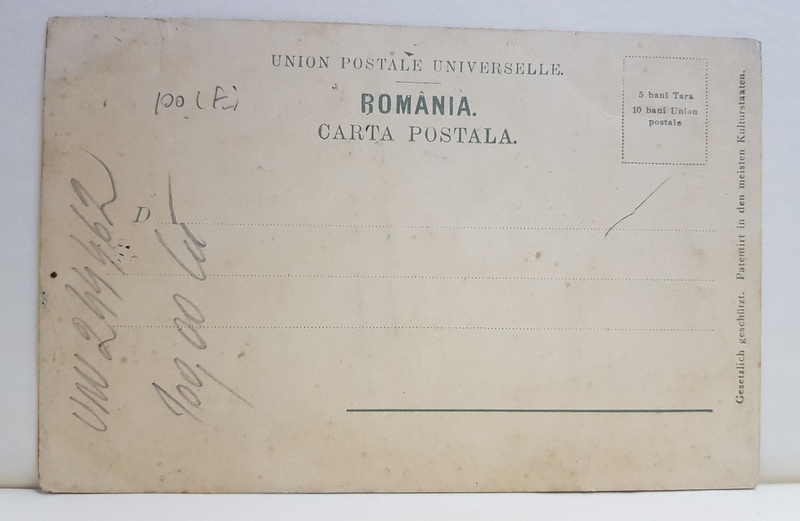 UNION POSTALE UNIVERSELLE.
ROMÂNIA.
CARTA POSTALA.
5 bani Tara
10 bani Union
postale
D
Gesetzlich geschützt. Patentirt in den meisten Kulturstaaten.